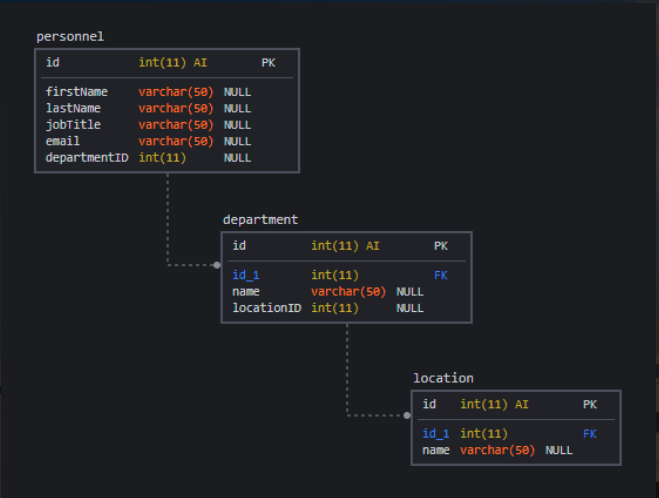 personnel
id int(11) AI PK
firstName varchar(50) NULL
lastName varchar(50) NULL
jobTitle varchar(50) NULL
email varchar(50) NULL
departmentID int(11) NULL
department
id int(11) AI PK
id_1 int(11) FK
name varchar(50) NULL
locationID int(11) NULL
location
id int(11) AI PK
id_1 int(11) FK
name varchar(50) NULL